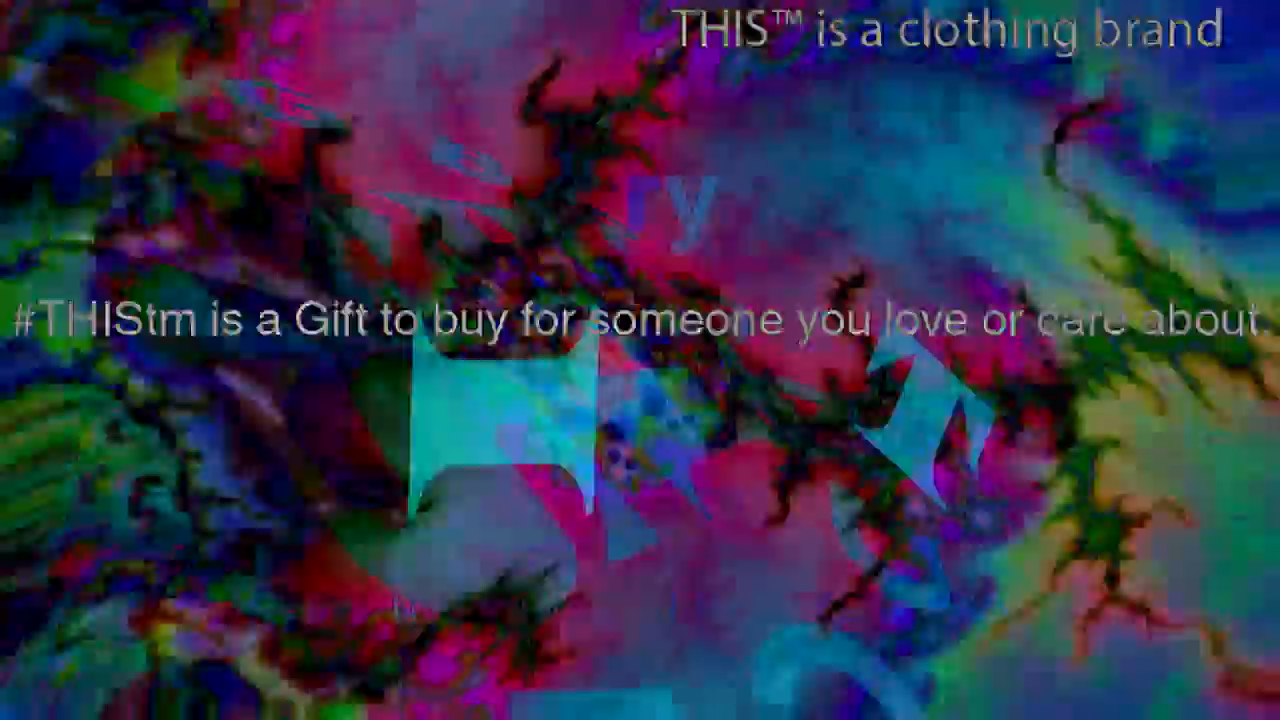 THIS™ is a clothing brand
#THIStm is a Gift to buy for someone you love or care about